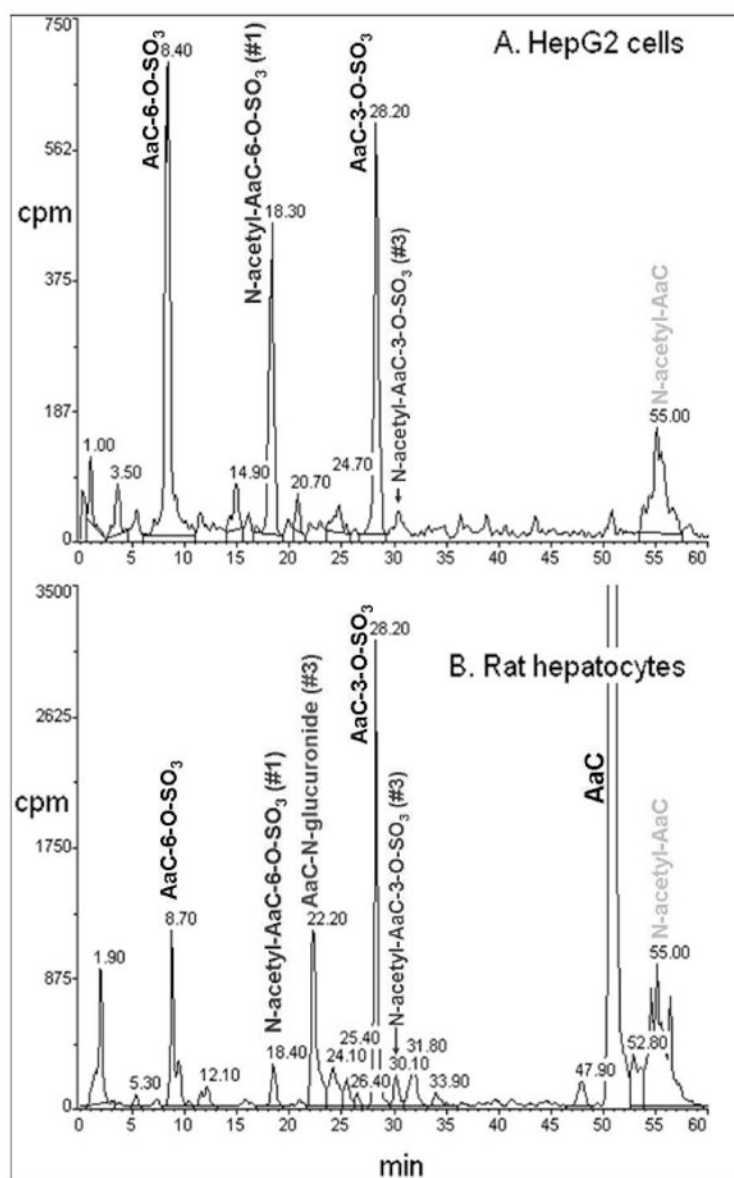 A. HepG2 cells
cpm
750
562
375
187
0
AaC-6-O-SO3
8.40
N-acetyl-AaC-6-O-SO3 (#1)
18.30
AaC-3-O-SO3
28.20
N-acetyl-AaC-3-O-SO3 (#3)
N-acetyl-AaC
55.00
1.00
3.50
14.90
20.70
24.70
0 5 10 15 20 25 30 35 40 45 50 55 60
B. Rat hepatocytes
cpm
3500
2625
1750
875
0
1.90
5.30
AaC-6-O-SO3
8.70
12.10
N-acetyl-AaC-6-O-SO3 (#1)
18.40
AaC-N-glucuronide (#3)
22.20
24.10
25.40
26.40
AaC-3-O-SO3
28.20
N-acetyl-AaC-3-O-SO3 (#3)
30.10
31.80
33.90
47.90
AaC
52.80
N-acetyl-AaC
55.00
0 5 10 15 20 25 30 35 40 45 50 55 60
min